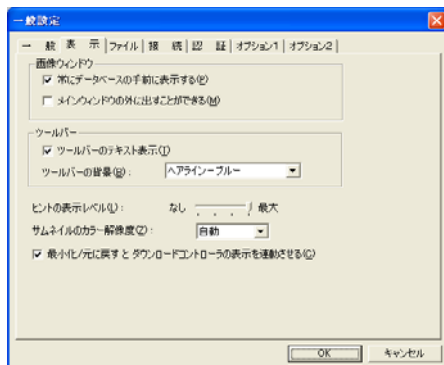 一般設定
一 般 表 示 ファイル 接 続 認 証 オプション1 オプション2
画像ウィンドウ
常にデータベースの手前に表示する(P)
メインウィンドウの外に出すことができる(M)
ツールバー
ツールバーのテキスト表示(T)
ツールバーの背景(B): ヘアラインーブルー
ヒントの表示レベル(L): なし 最大
サムネイルのカラー解像度(Z): 自動
最小化/元に戻すと ダウンロードコントローラの表示を連動させる(C)
OK キャンセル